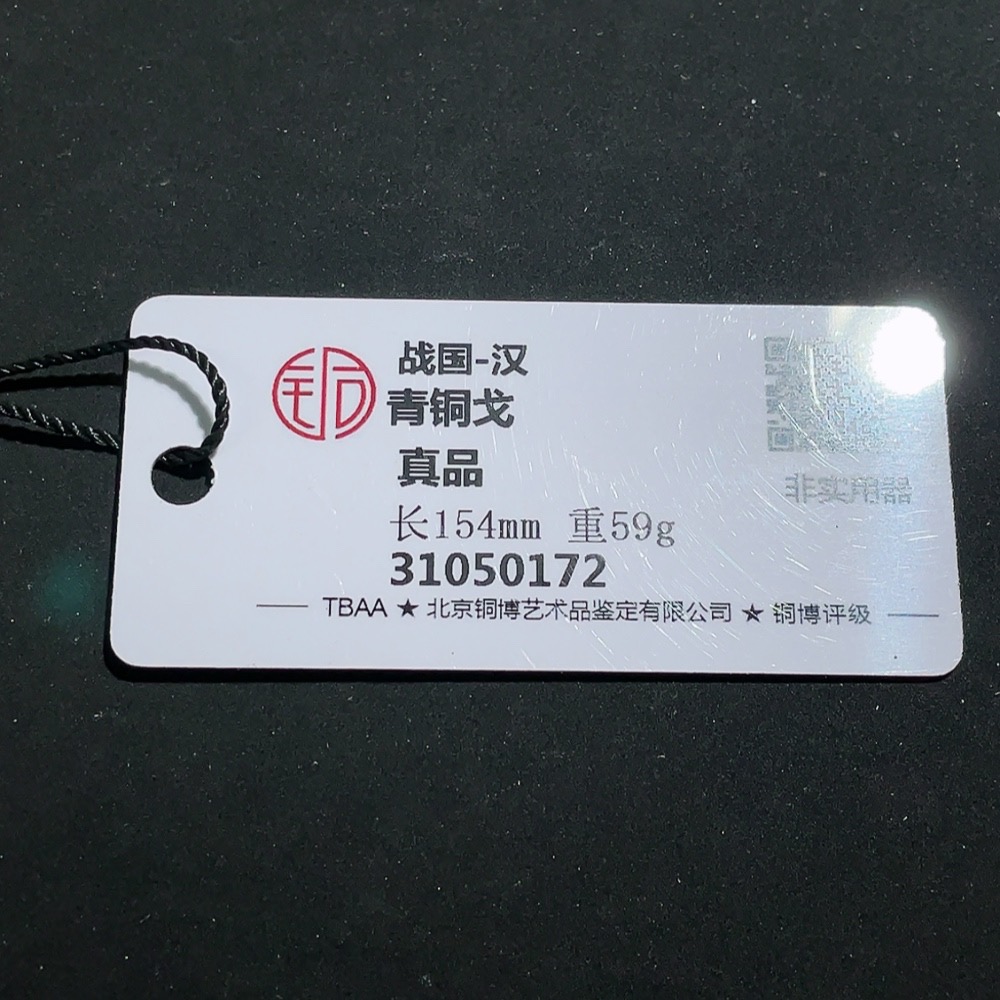 战国-汉
青铜戈
真品
长154mm 重59g
31050172
TBAA ★ 北京铜博艺术品鉴定有限公司 ★ 铜博评级
非实用器